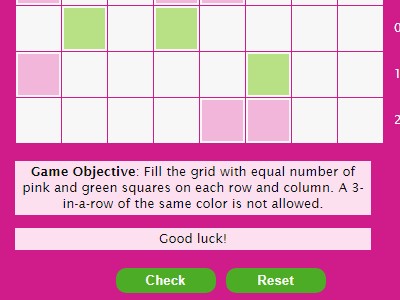 0
1
2
Game Objective: Fill the grid with equal number of
pink and green squares on each row and column. A 3-
in-a-row of the same color is not allowed.
Good luck!
Check Reset